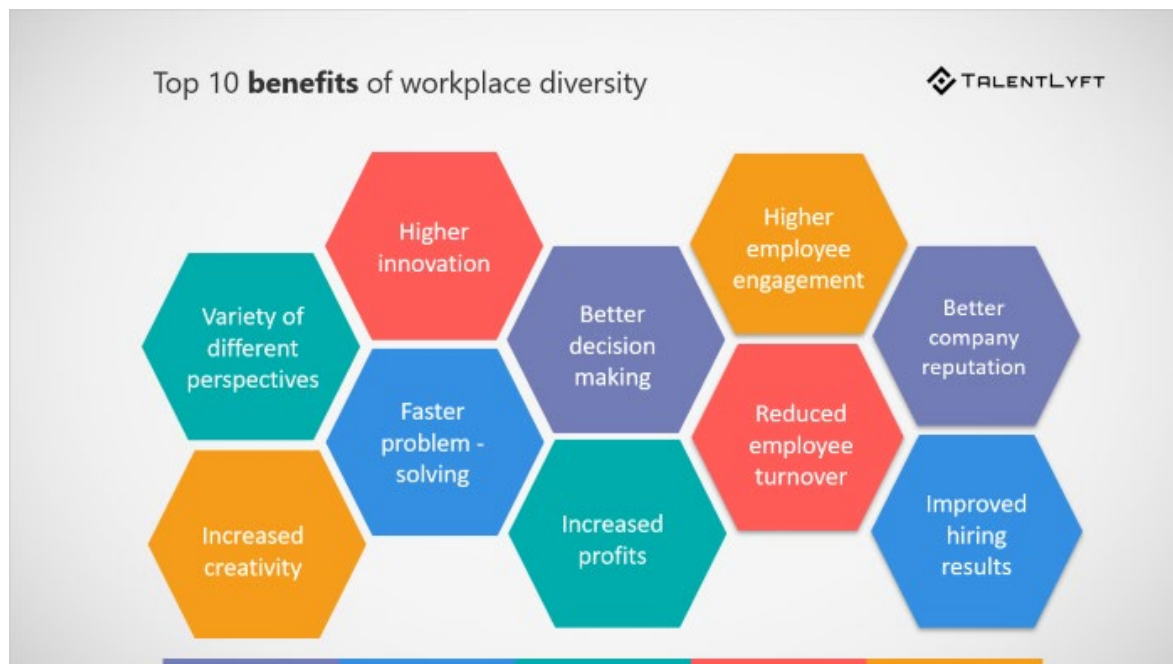 Top 10 benefits of workplace diversity
TALENTLYFT
Variety of
different
perspectives
Increased
creativity
Higher
innovation
Faster
problem -
solving
Better
decision
making
Increased
profits
Higher
employee
engagement
Reduced
employee
turnover
Better
company
reputation
Improved
hiring
results